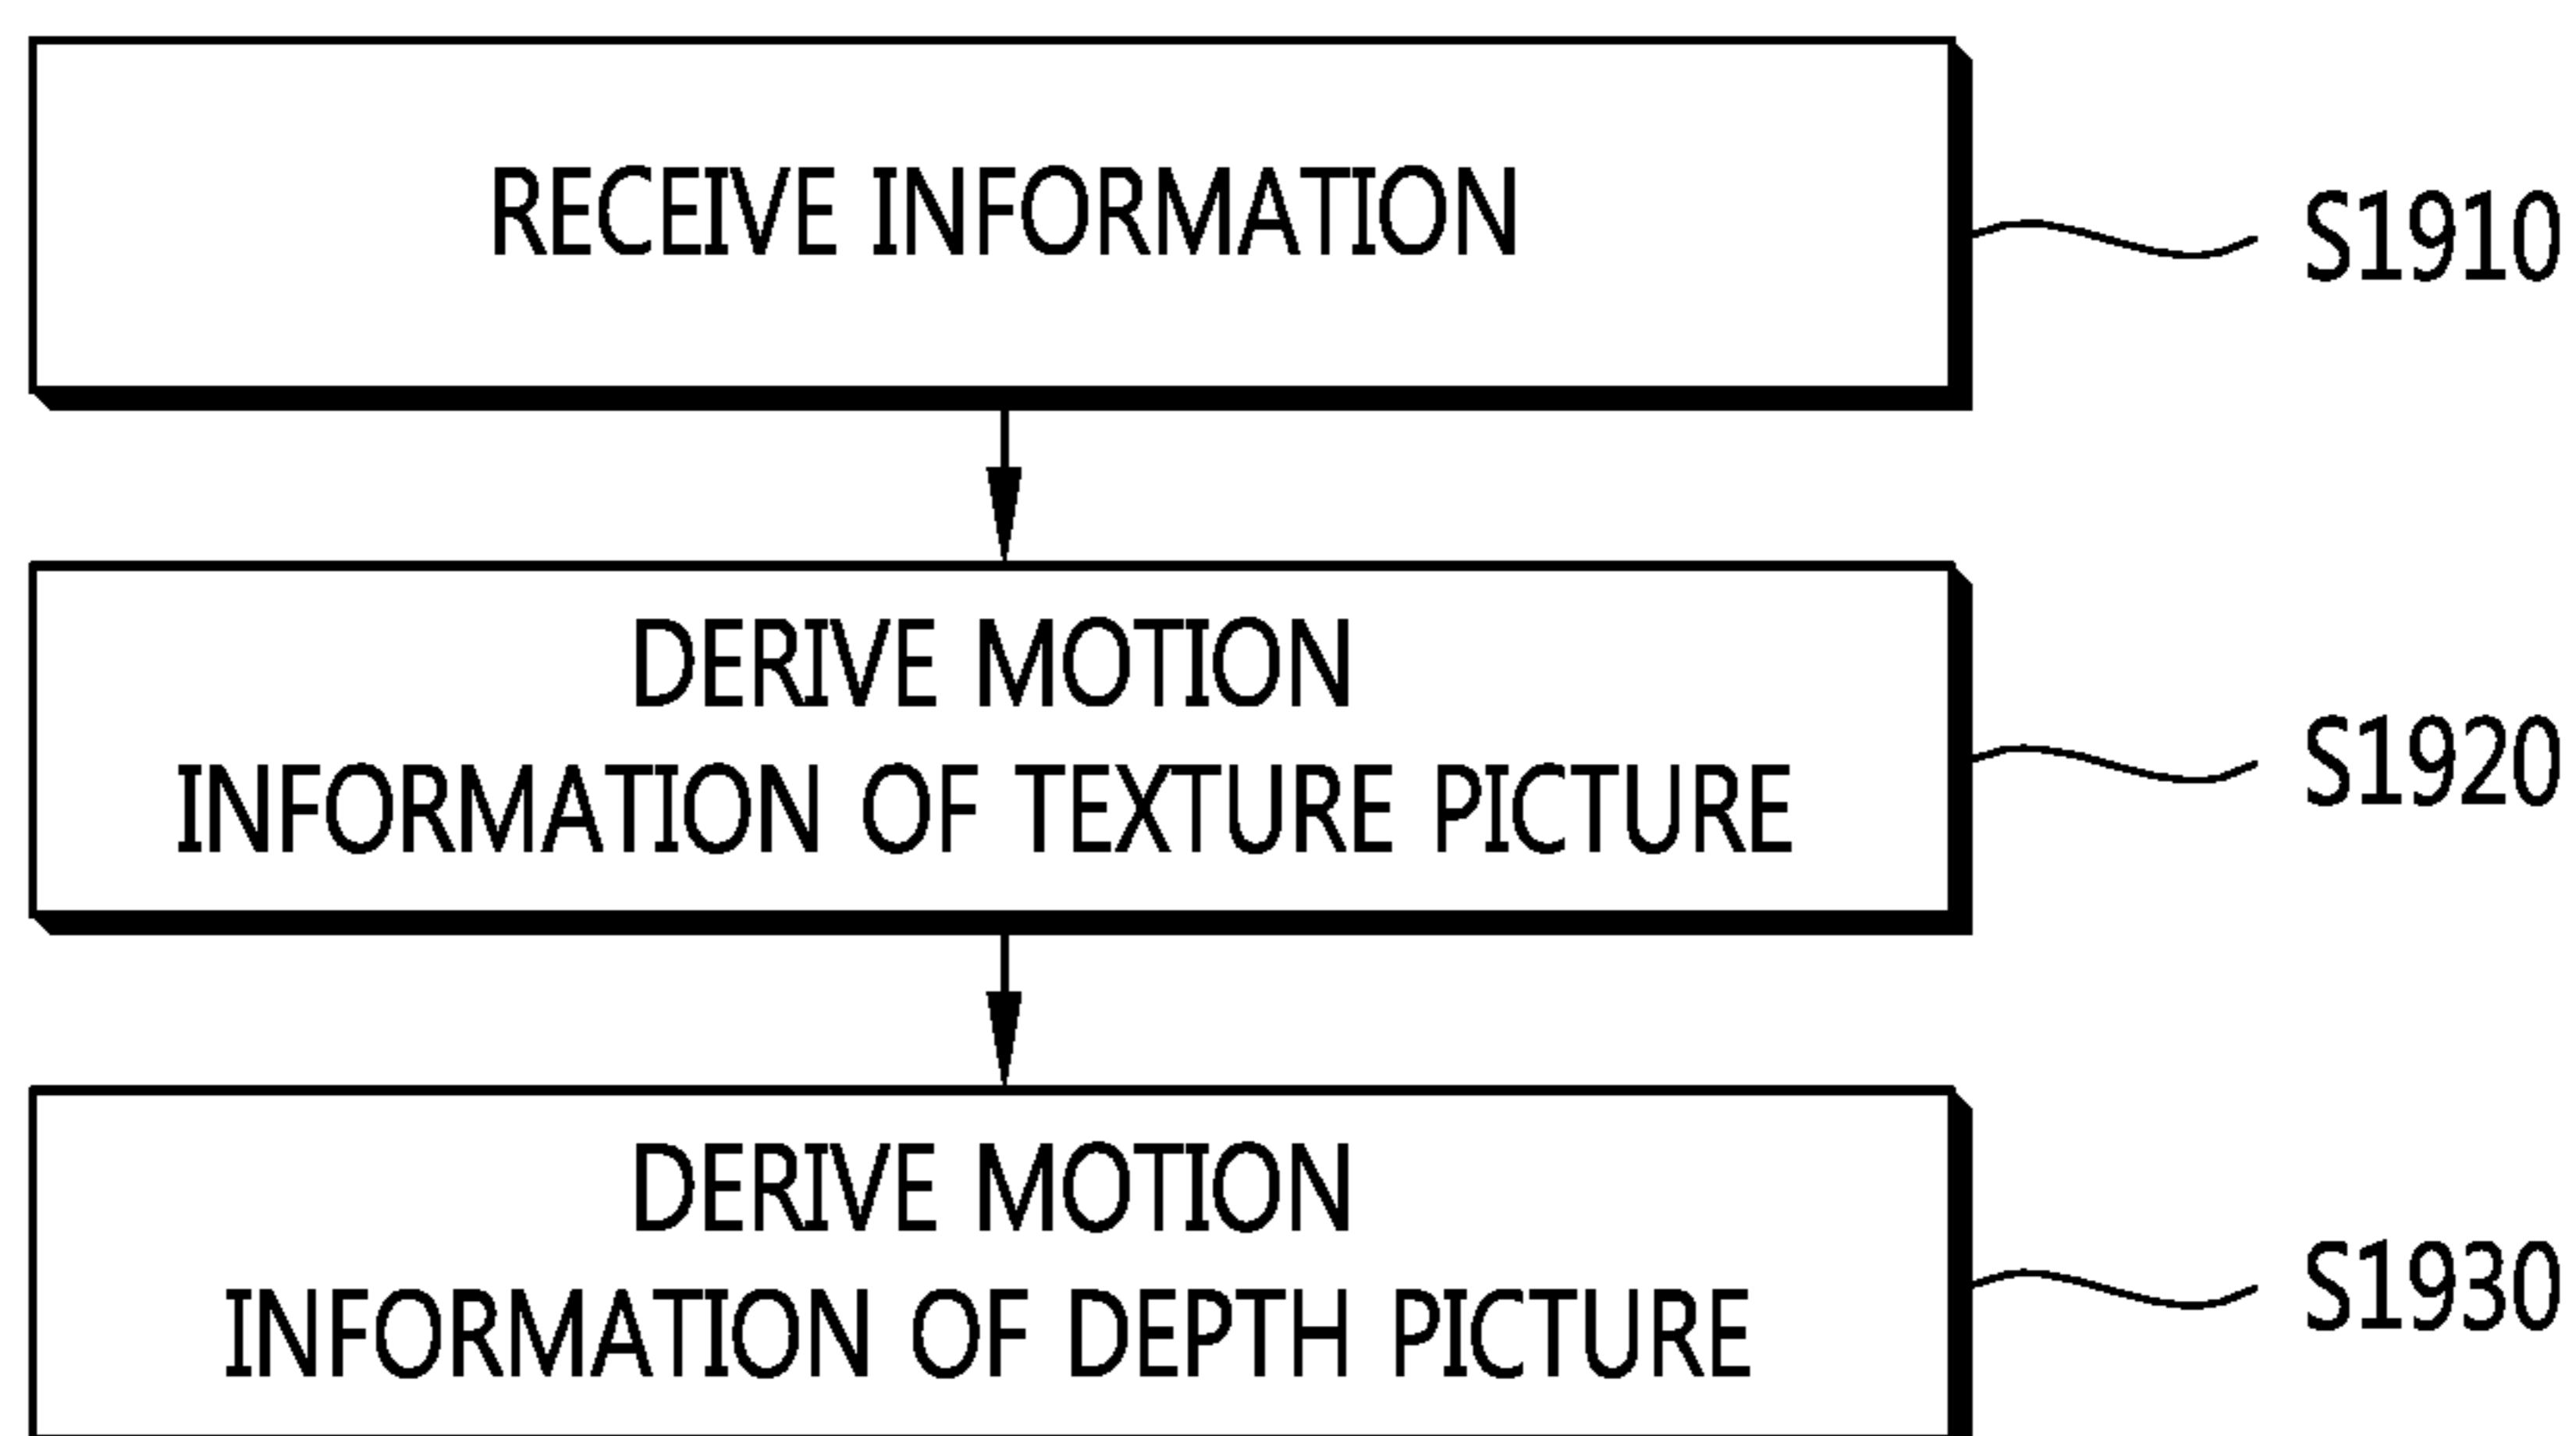 RECEIVE INFORMATION
S1910
DERIVE MOTION
INFORMATION OF TEXTURE PICTURE
S1920
DERIVE MOTION
INFORMATION OF DEPTH PICTURE
S1930